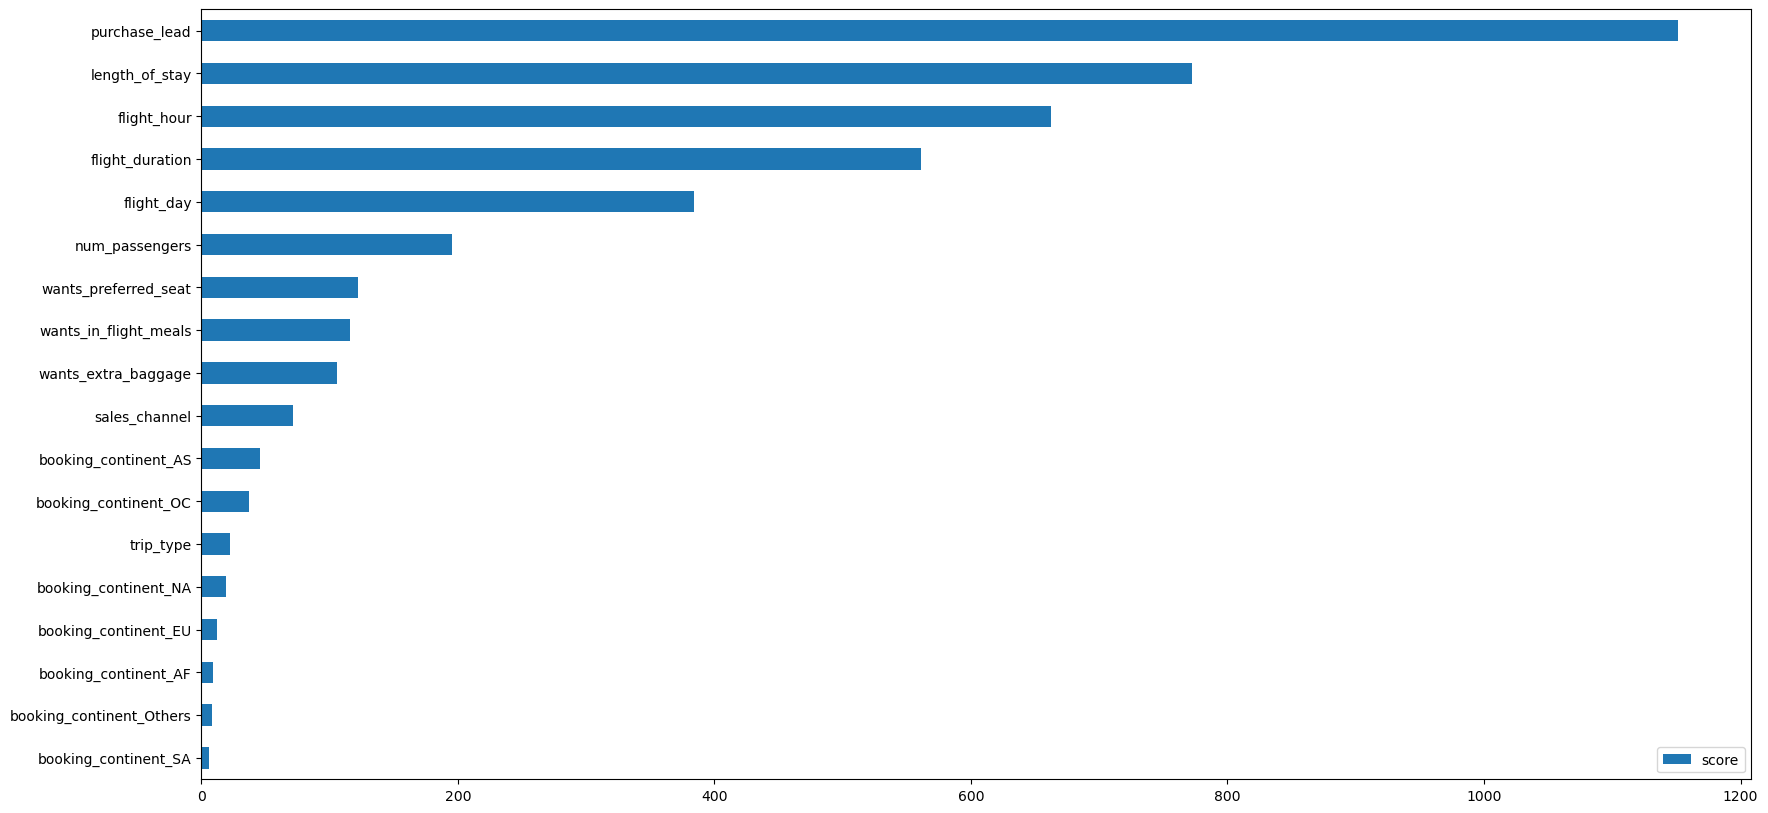 purchase_lead
length_of_stay
flight_hour
flight_duration
flight_day
num_passengers
wants_preferred_seat
wants_in_flight_meals
wants_extra_baggage
sales_channel
booking_continent_AS
booking_continent_OC
trip_type
booking_continent_NA
booking_continent_EU
booking_continent_AF
booking_continent_Others
booking_continent_SA
score
0 200 400 600 800 1000 1200